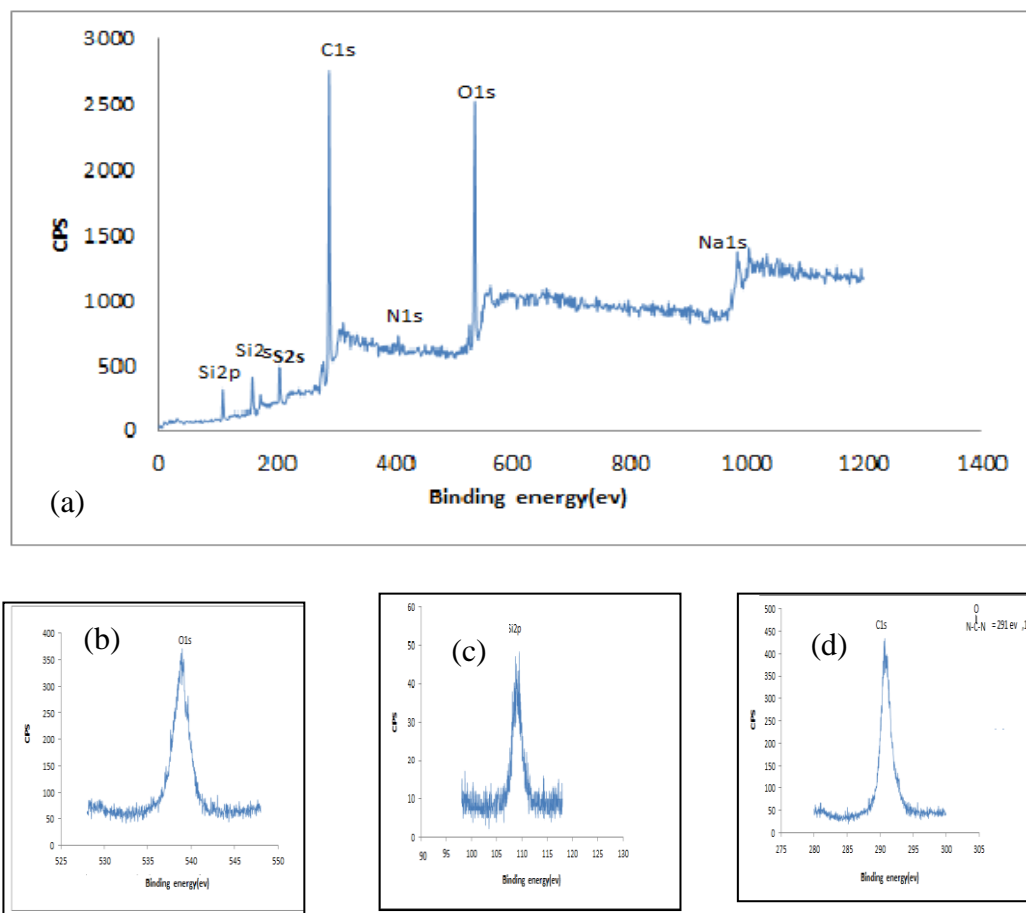 3000
2500
2000
1500
1000
500
0
CPS
C1s
O1s
Na1s
N1s
Si2s
S2s
Si2p
0 200 400 600 800 1000 1200 1400
Binding energy(ev)
(a)
(b)
O1s
400
350
300
250
200
150
100
50
0
CPS
525 530 535 540 545 550
Binding energy(ev)
(c)
Si2p
60
50
40
30
20
10
0
CPS
90 95 100 105 110 115 120 125 130
Binding energy(ev)
(d)
C1s
O
N-C-N = 291 ev ,1
500
450
400
350
300
250
200
150
100
50
0
CPS
275 280 285 290 295 300 305
Binding energy(ev)